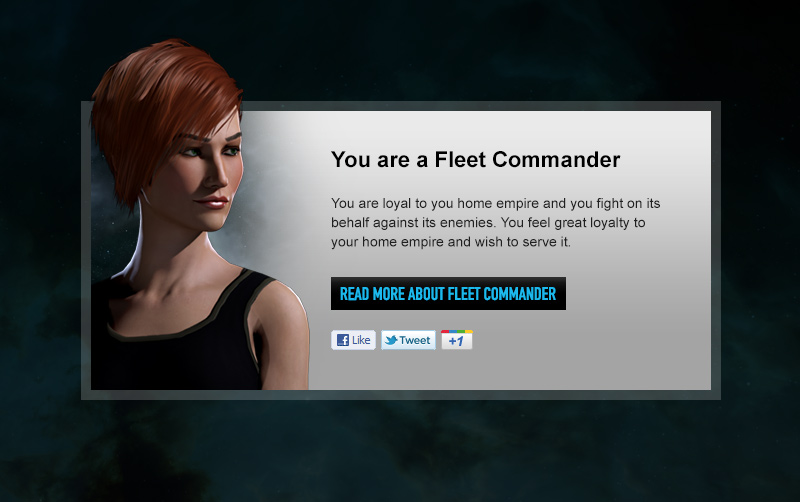 You are a Fleet Commander
You are loyal to you home empire and you fight on its
behalf against its enemies. You feel great loyalty to
your home empire and wish to serve it.
READ MORE ABOUT FLEET COMMANDER
f Like Tweet +1